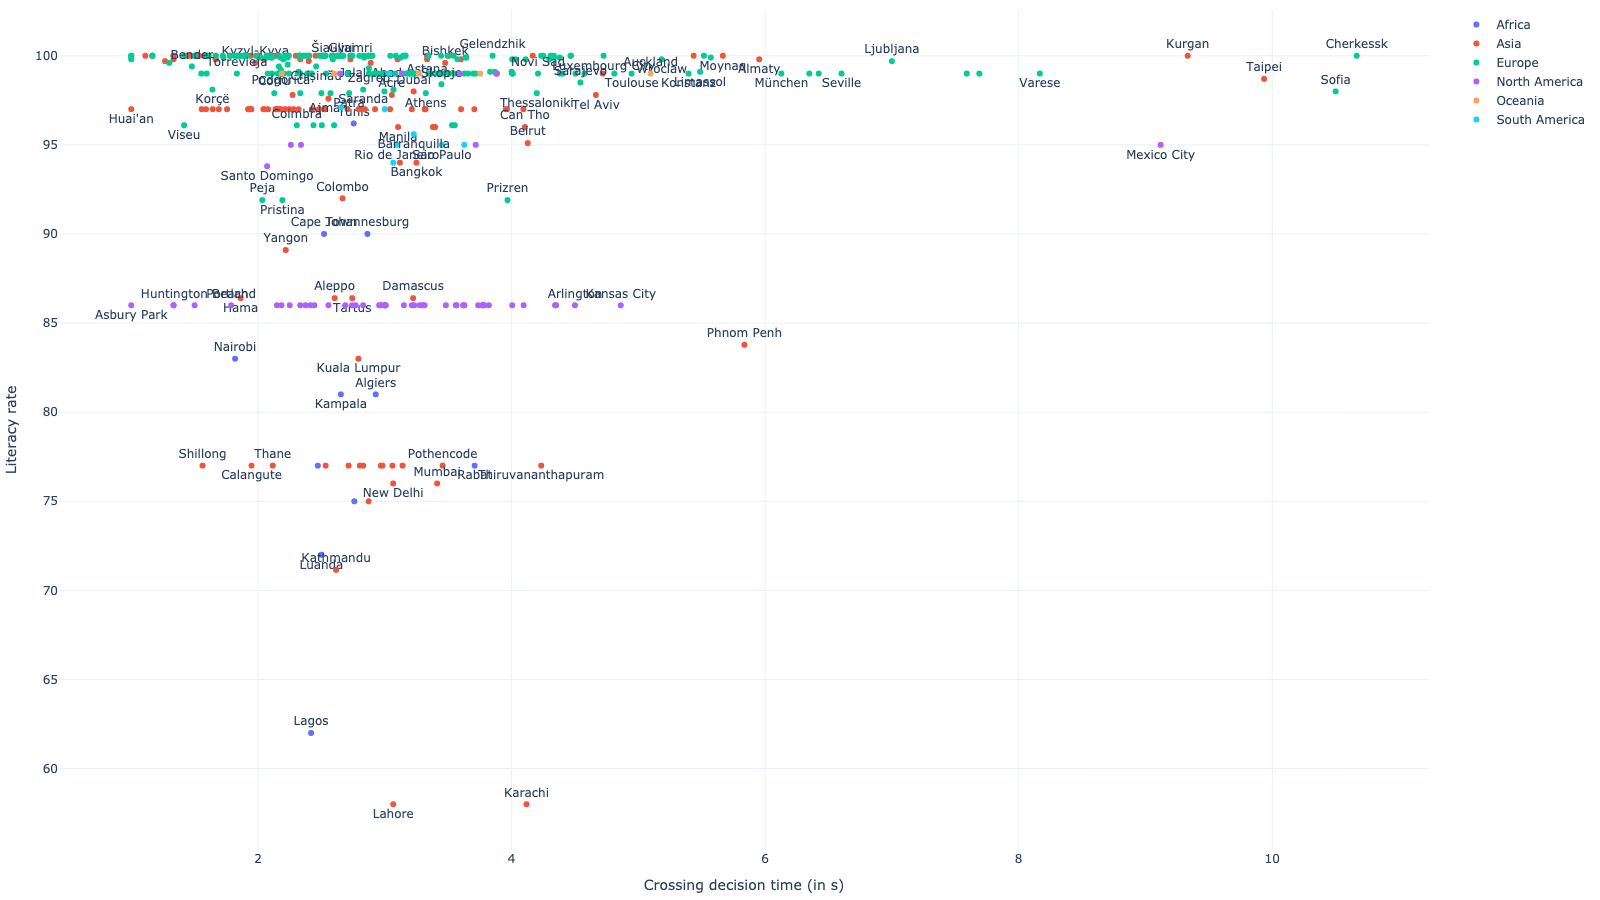 Africa
Asia
Europe
North America
Oceania
South America
Literacy rate
Crossing decision time (in s)
100
95
90
85
80
75
70
65
60
2
4
6
8
10
Bender
Kyzyl-Kyya
Bishkek
Gelendzhik
Ljubljana
Kurgan
Cherkessk
Torrevieja
Novi Sad
Auckland
Almaty
Taipei
Astana
Skopje
Sarajevo
Luxembourg City
Wrocław
Moynaq
Sofia
Zagreb
Dubai
Acre
Toulouse
Konstanz
Limassol
München
Seville
Varese
Korçë
Saranda
Athens
Thessaloniki
Tel Aviv
Huai'an
Coimbra
Tunis
Can Tho
Viseu
Manila
Barranquilla
Beirut
Rio de Janeiro
São Paulo
Mexico City
Bangkok
Santo Domingo
Peja
Colombo
Prizren
Pristina
Cape Town
Johannesburg
Yangon
Huntington Beach
Portland
Aleppo
Damascus
Arlington
Kansas City
Asbury Park
Hama
Tartus
Phnom Penh
Nairobi
Kuala Lumpur
Algiers
Kampala
Shillong
Thane
Pothencode
Calangute
Mumbai
Rabat
Thiruvananthapuram
New Delhi
Kathmandu
Luanda
Lagos
Karachi
Lahore